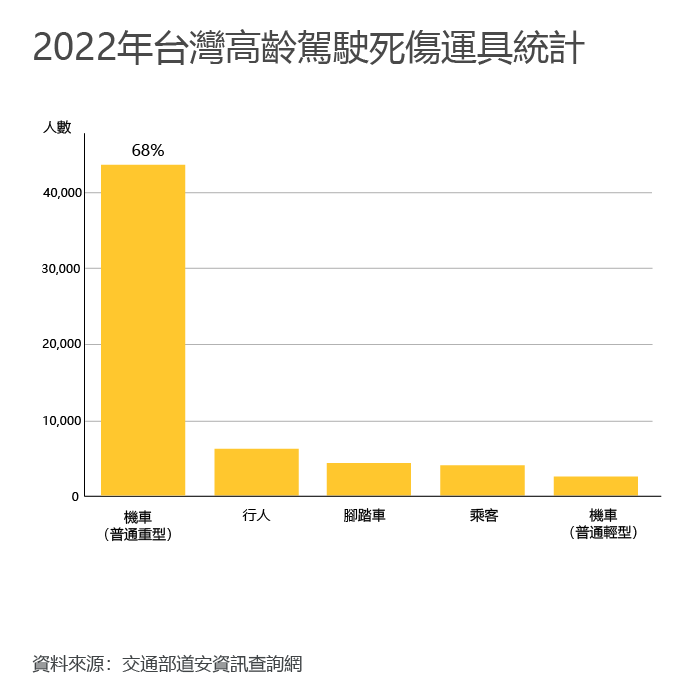 2022年台灣高齡駕駛死傷運具統計
人數
68%
40,000
30,000
20,000
10,000
0
機車
（普通重型）
行人
腳踏車
乘客
機車
（普通輕型）
資料來源：交通部道安資訊查詢網